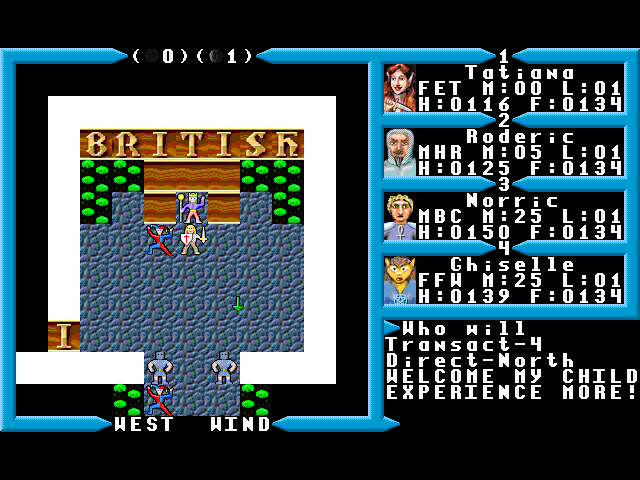 (0)(1)
BRITISH
I
WEST WIND
1
Tatiana
FET M:00 L:01
H:0116 F:0134
2
Roderic
MHR M:05 L:01
H:0125 F:0134
3
Norric
MBC M:25 L:01
H:0150 F:0134
4
Ghiselle
FFW M:25 L:01
H:0139 F:0134
Who will
Transact-4
Direct-North
WELCOME MY CHILD
EXPERIENCE MORE!